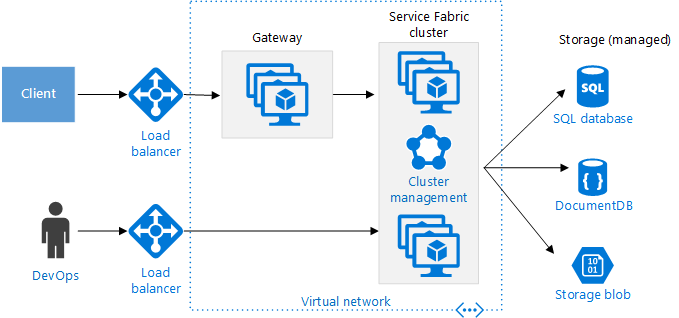 Service Fabric
cluster
Gateway
Storage (managed)
Client
SQL
Load
balancer
SQL database
Cluster
management
{ }
DocumentDB
DevOps
Load
balancer
10
01
Storage blob
Virtual network